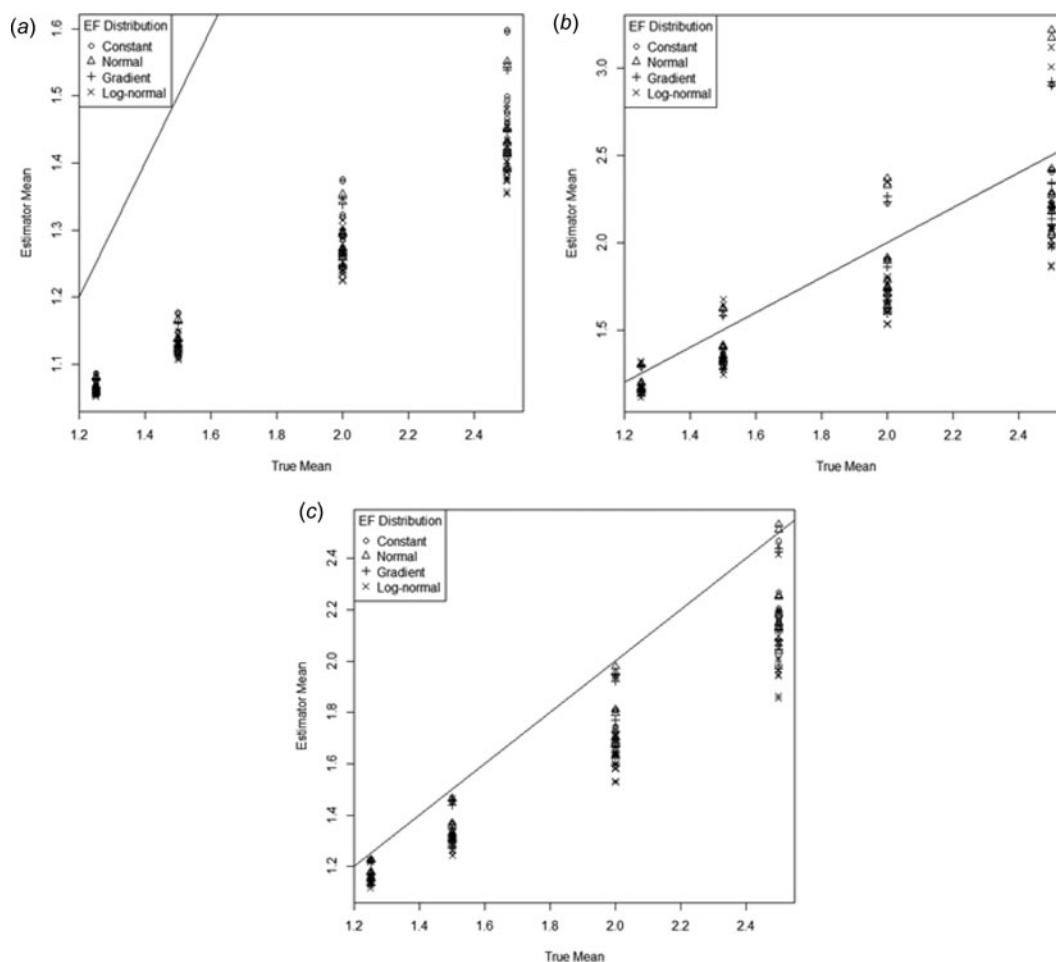 (a)
EF Distribution
Constant
Normal
Gradient
Log-normal
1.6
1.5
1.4
1.3
1.2
1.1
Estimator Mean
1.2 1.4 1.6 1.8 2.0 2.2 2.4
True Mean
(b)
EF Distribution
Constant
Normal
Gradient
Log-normal
3.0
2.5
2.0
1.5
Estimator Mean
1.2 1.4 1.6 1.8 2.0 2.2 2.4
True Mean
(c)
EF Distribution
Constant
Normal
Gradient
Log-normal
2.4
2.2
2.0
1.8
1.6
1.4
1.2
Estimator Mean
1.2 1.4 1.6 1.8 2.0 2.2 2.4
True Mean